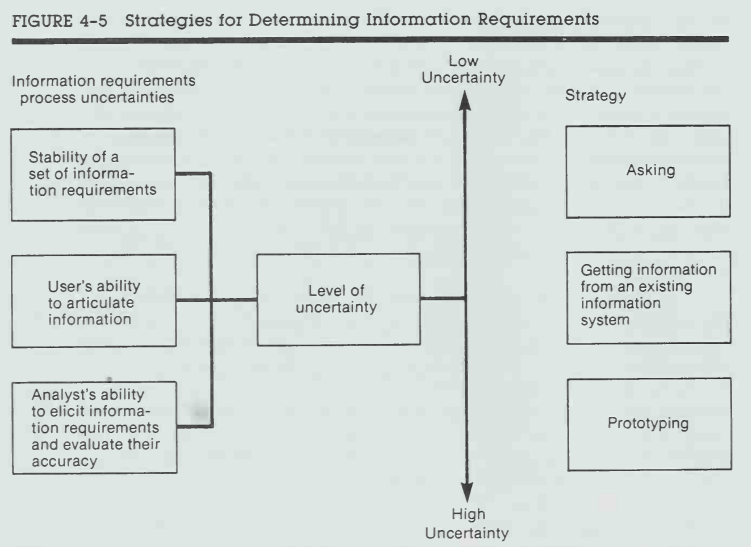 FIGURE 4–5 Strategies for Determining Information Requirements
Information requirements
process uncertainties
Stability of a
set of informa-
tion requirements
User's ability
to articulate
information
Analyst's ability
to elicit informa-
tion requirements
and evaluate their
accuracy
Level of
uncertainty
Low
Uncertainty
High
Uncertainty
Strategy
Asking
Getting information
from an existing
information
system
Prototyping